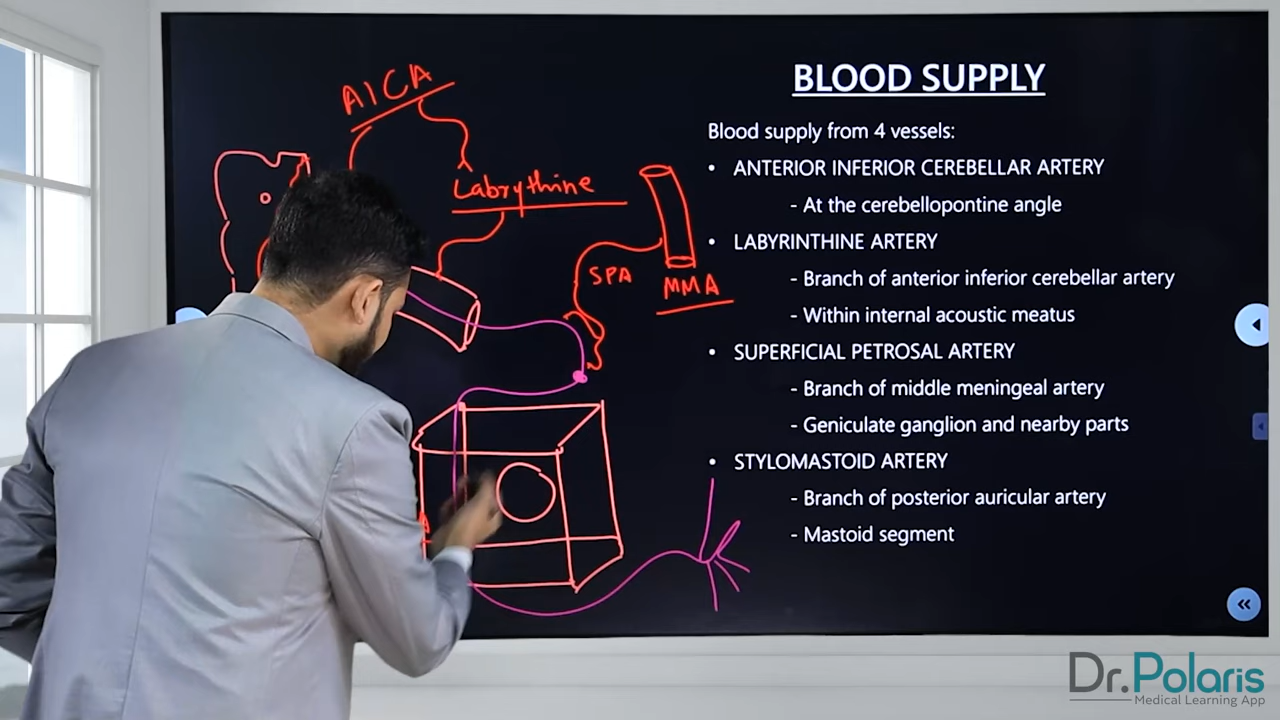 BLOOD SUPPLY
Blood supply from 4 vessels:
• ANTERIOR INFERIOR CEREBELLAR ARTERY
- At the cerebellopontine angle
• LABYRINTHINE ARTERY
- Branch of anterior inferior cerebellar artery
- Within internal acoustic meatus
• SUPERFICIAL PETROSAL ARTERY
- Branch of middle meningeal artery
- Geniculate ganglion and nearby parts
• STYLOMASTOID ARTERY
- Branch of posterior auricular artery
- Mastoid segment
AICA
Labrythine
SPA
MMA
Dr.Polaris
Medical Learning App